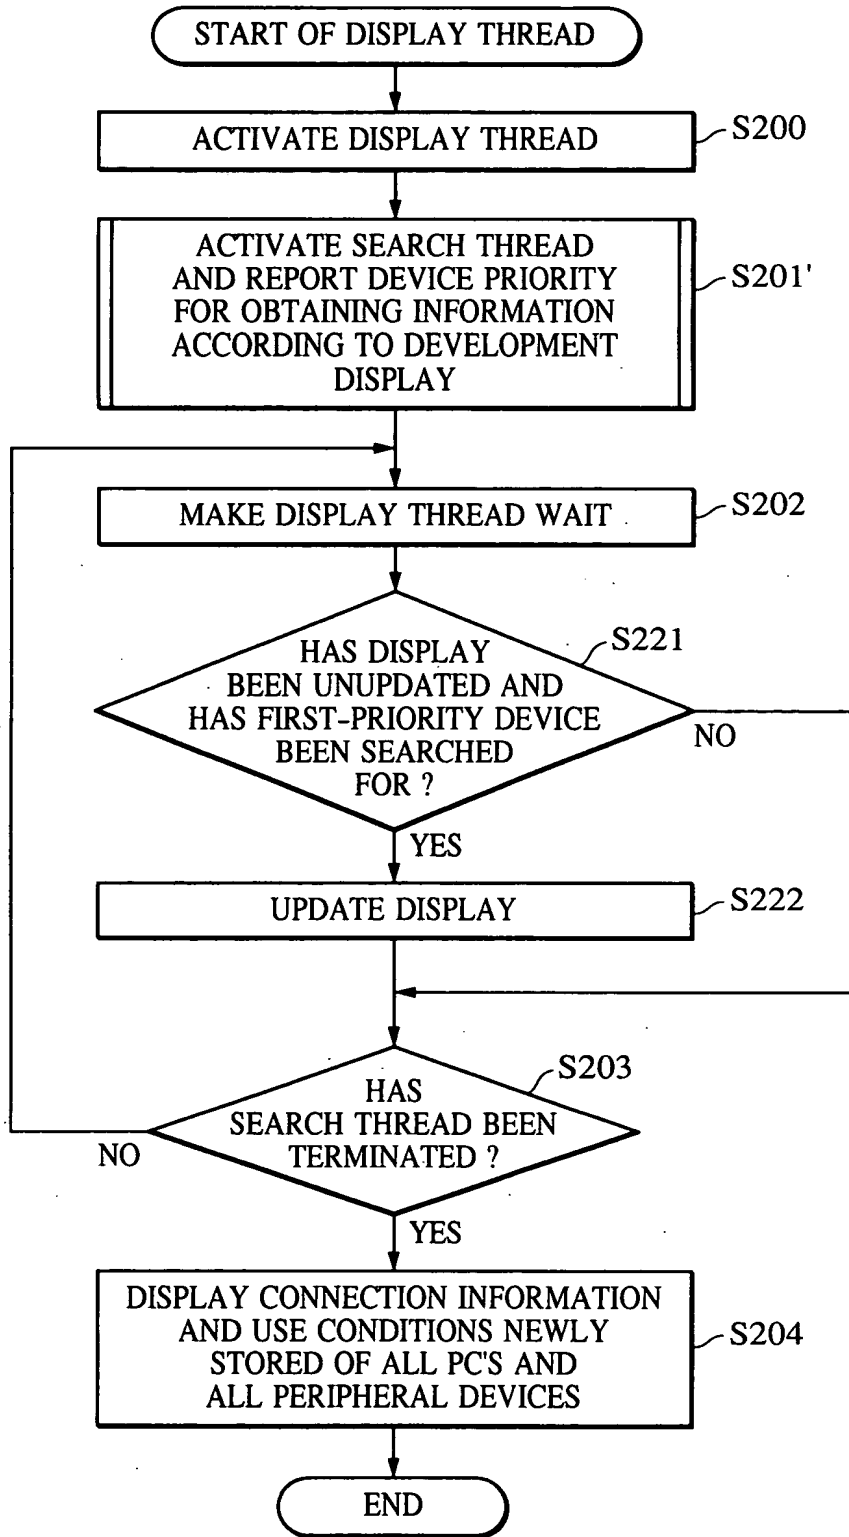 START OF DISPLAY THREAD
ACTIVATE DISPLAY THREAD
S200
ACTIVATE SEARCH THREAD
AND REPORT DEVICE PRIORITY
FOR OBTAINING INFORMATION
ACCORDING TO DEVELOPMENT
DISPLAY
S201'
MAKE DISPLAY THREAD WAIT
S202
HAS DISPLAY
BEEN UNUPDATED AND
HAS FIRST-PRIORITY DEVICE
BEEN SEARCHED
FOR ?
S221
NO
YES
UPDATE DISPLAY
S222
HAS
SEARCH THREAD BEEN
TERMINATED ?
S203
NO
YES
DISPLAY CONNECTION INFORMATION
AND USE CONDITIONS NEWLY
STORED OF ALL PC'S AND
ALL PERIPHERAL DEVICES
S204
END